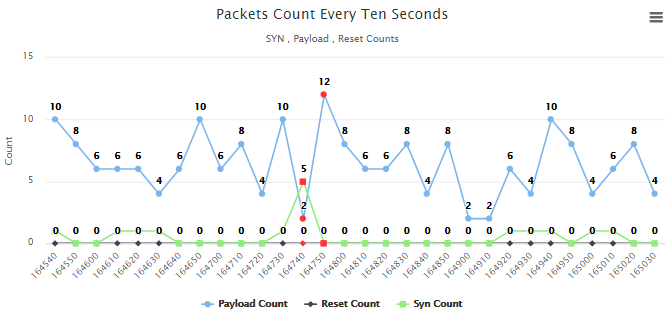 Packets Count Every Ten Seconds
SYN , Payload , Reset Counts
Count
15
10
5
0
10 8 6 6 6 4 6 10 6 8 4 10 2 12 8 6 6 8 4 8 2 2 6 4 10 8 4 6 8 4
5
0 0 0 0 0 0 0 0 0 0 0 0 0 0 0 0 0 0 0 0 0 0 0 0 0 0 0 0 0 0
164540 164550 164600 164610 164620 164630 164640 164650 164700 164710 164720 164730 164740 164750 164800 164810 164820 164830 164840 164850 164900 164910 164920 164930 164940 164950 165000 165010 165020 165030
Payload Count Reset Count Syn Count